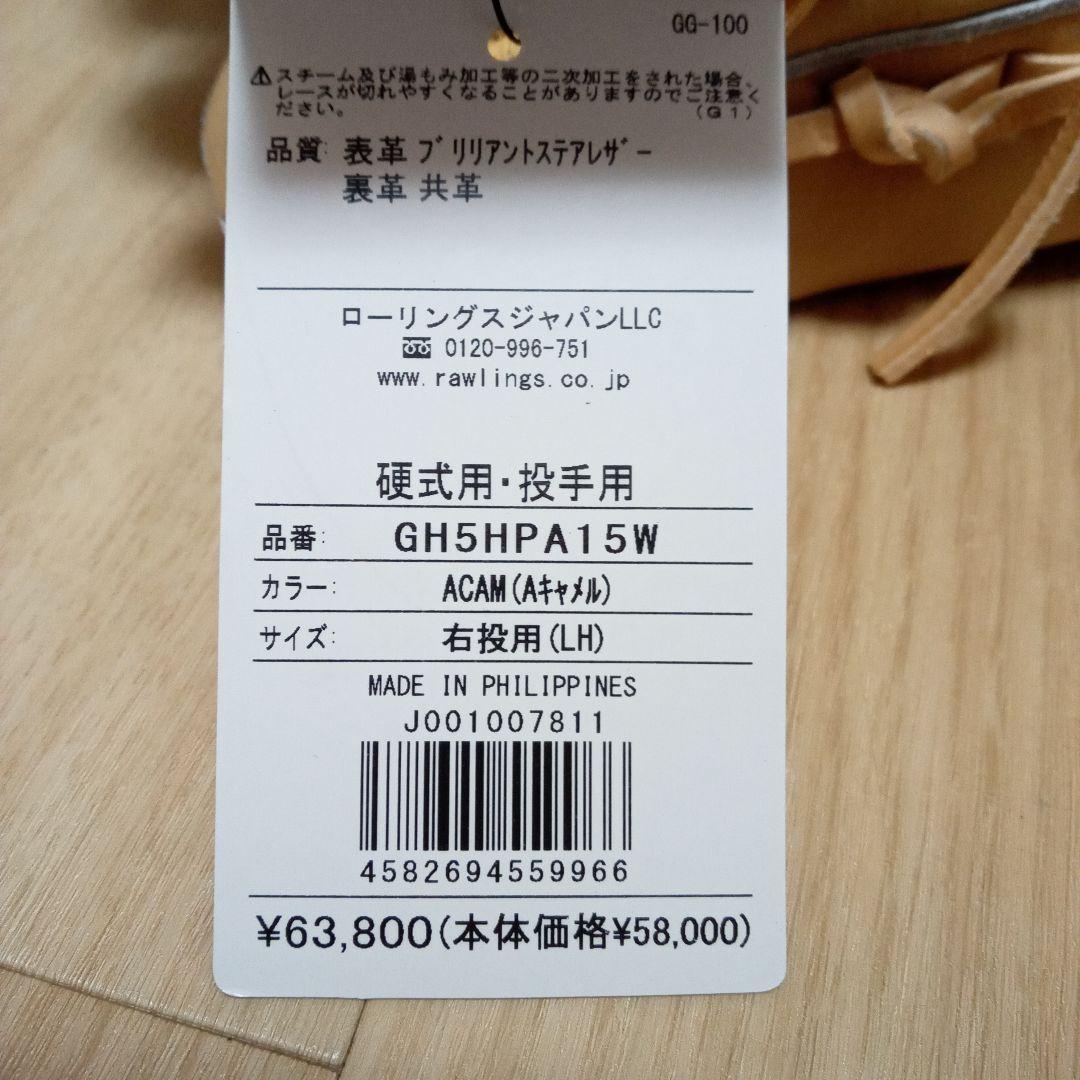 GG-100
⚠スチーム及び湯もみ加工等の二次加工をされた場合、
レースが切れやすくなることがありますのでご注意く
ださい。
(G1)
品質: 表革 ブリリアントステアレザー
裏革 共革
ローリングスジャパンLLC
0120-996-751
www.rawlings.co.jp
硬式用・投手用
品番: GH5HPA15W
カラー: ACAM(Aキャメル)
サイズ: 右投用(LH)
MADE IN PHILIPPINES
J001007811
4582694559966
¥63,800(本体価格¥58,000)